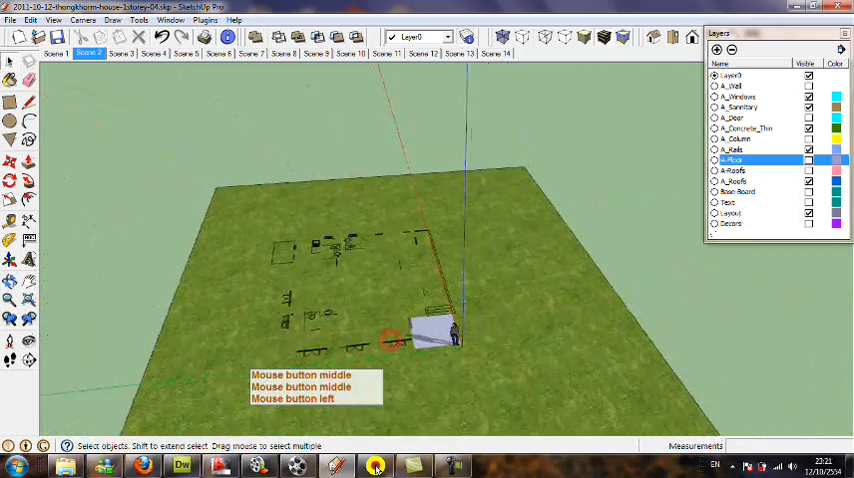 2011-10-12-thongkhorm-house-1storey-04.skp - SketchUp Pro
File Edit View Camera Draw Tools Window Plugins Help
Layer0
Scene 1 Scene 2 Scene 3 Scene 4 Scene 5 Scene 6 Scene 7 Scene 8 Scene 9 Scene 10 Scene 11 Scene 12 Scene 13 Scene 14
Layers
Name Visible Color
Layer0
A_Wall
A_Windows
A_Sannitary
A_Door
A_Concrete_Thin
A_Column
A_Rails
A-Floor
A-Roofs
A_Roofs
Base-Board
Text
Layout
Decors
Mouse button middle
Mouse button middle
Mouse button left
Select objects. Shift to extend select. Drag mouse to select multiple
Measurements
Dw
EN
23:21
12/10/2554